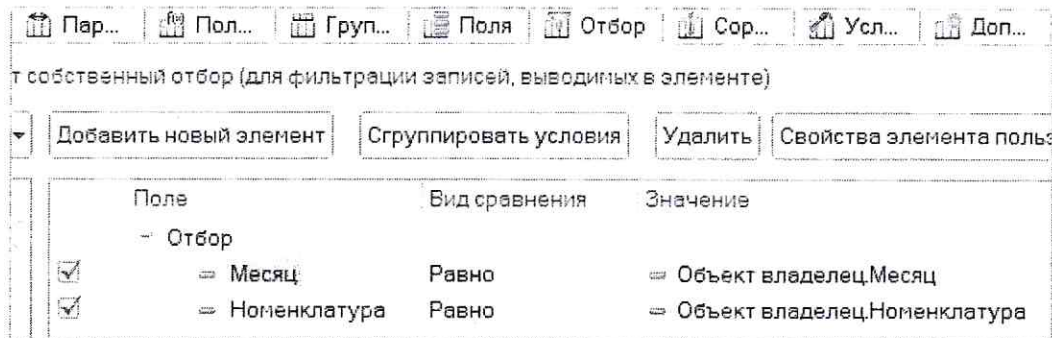 Пар... Пол... Груп... Поля Отбор Сор... Усл... Доп...
т собственный отбор (для фильтрации записей, выводимых в элементе)
Добавить новый элемент Сгруппировать условия Удалить Свойства элемента польз
Поле Вид сравнения Значение
Отбор
Месяц Равно Объект владелец.Месяц
Номенклатура Равно Объект владелец.Номенклатура